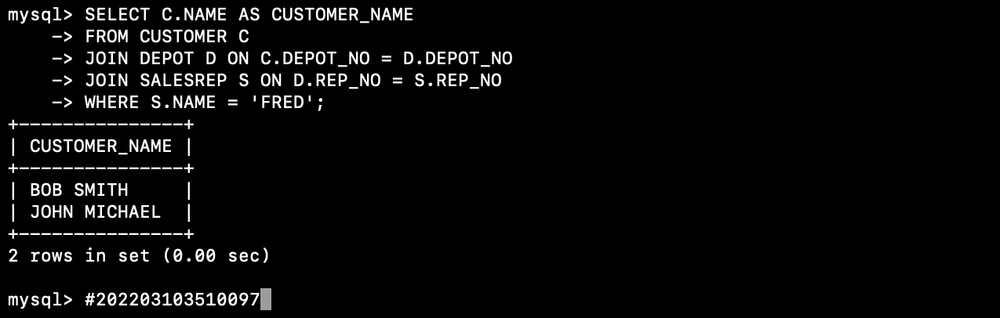 mysql> SELECT C.NAME AS CUSTOMER_NAME
    -> FROM CUSTOMER C
    -> JOIN DEPOT D ON C.DEPOT_NO = D.DEPOT_NO
    -> JOIN SALESREP S ON D.REP_NO = S.REP_NO
    -> WHERE S.NAME = 'FRED';
+---------------+
| CUSTOMER_NAME |
+---------------+
| BOB SMITH     |
| JOHN MICHAEL  |
+---------------+
2 rows in set (0.00 sec)
mysql> #202203103510097